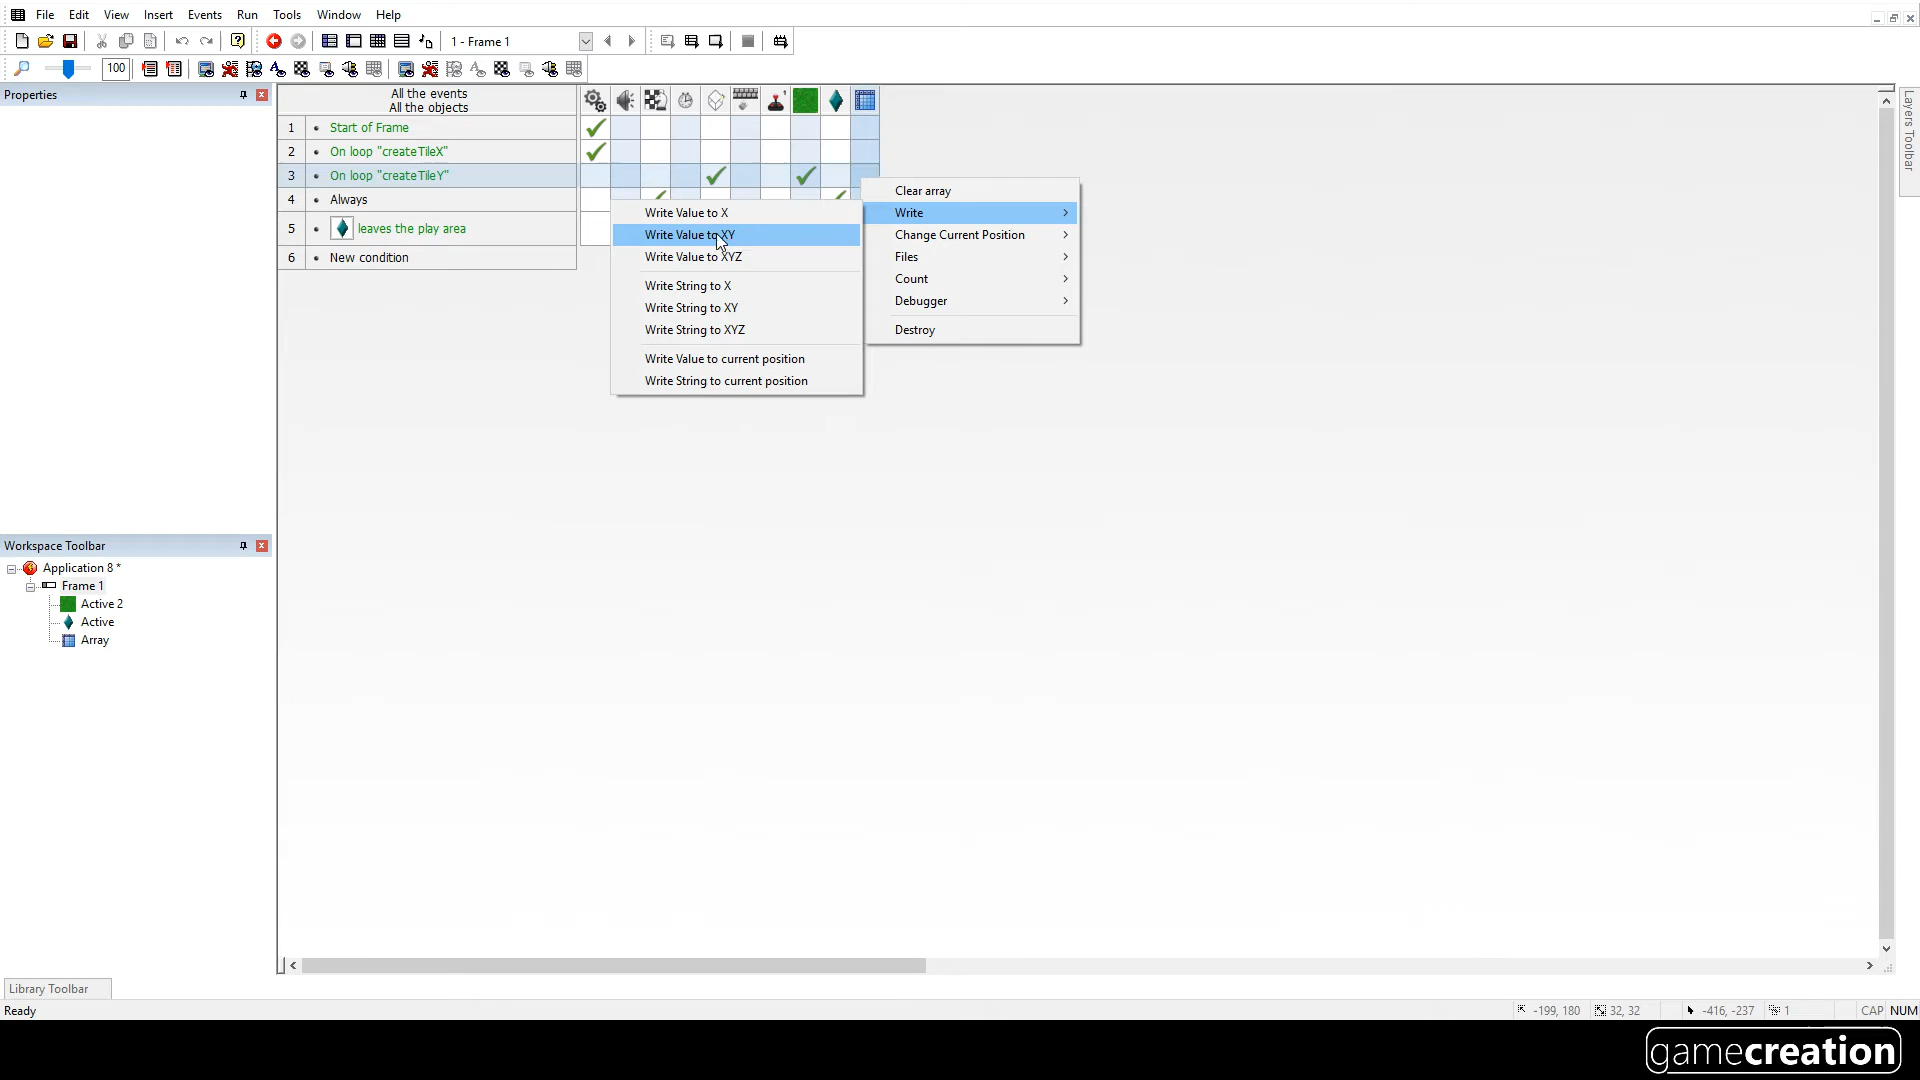 File Edit View Insert Events Run Tools Window Help
1 - Frame 1
100
Properties
All the events
All the objects
1 • Start of Frame
2 • On loop "createTileX"
3 • On loop "createTileY"
4 • Always
5 • leaves the play area
6 • New condition
Clear array
Write
Change Current Position
Files
Count
Debugger
Destroy
Write Value to X
Write Value to XY
Write Value to XYZ
Write String to X
Write String to XY
Write String to XYZ
Write Value to current position
Write String to current position
Layers Toolbar
Workspace Toolbar
Application 8 *
Frame 1
Active 2
Active
Array
Library Toolbar
Ready
-199, 180 32, 32 -416, -237 1 CAP NUM
gamecreation